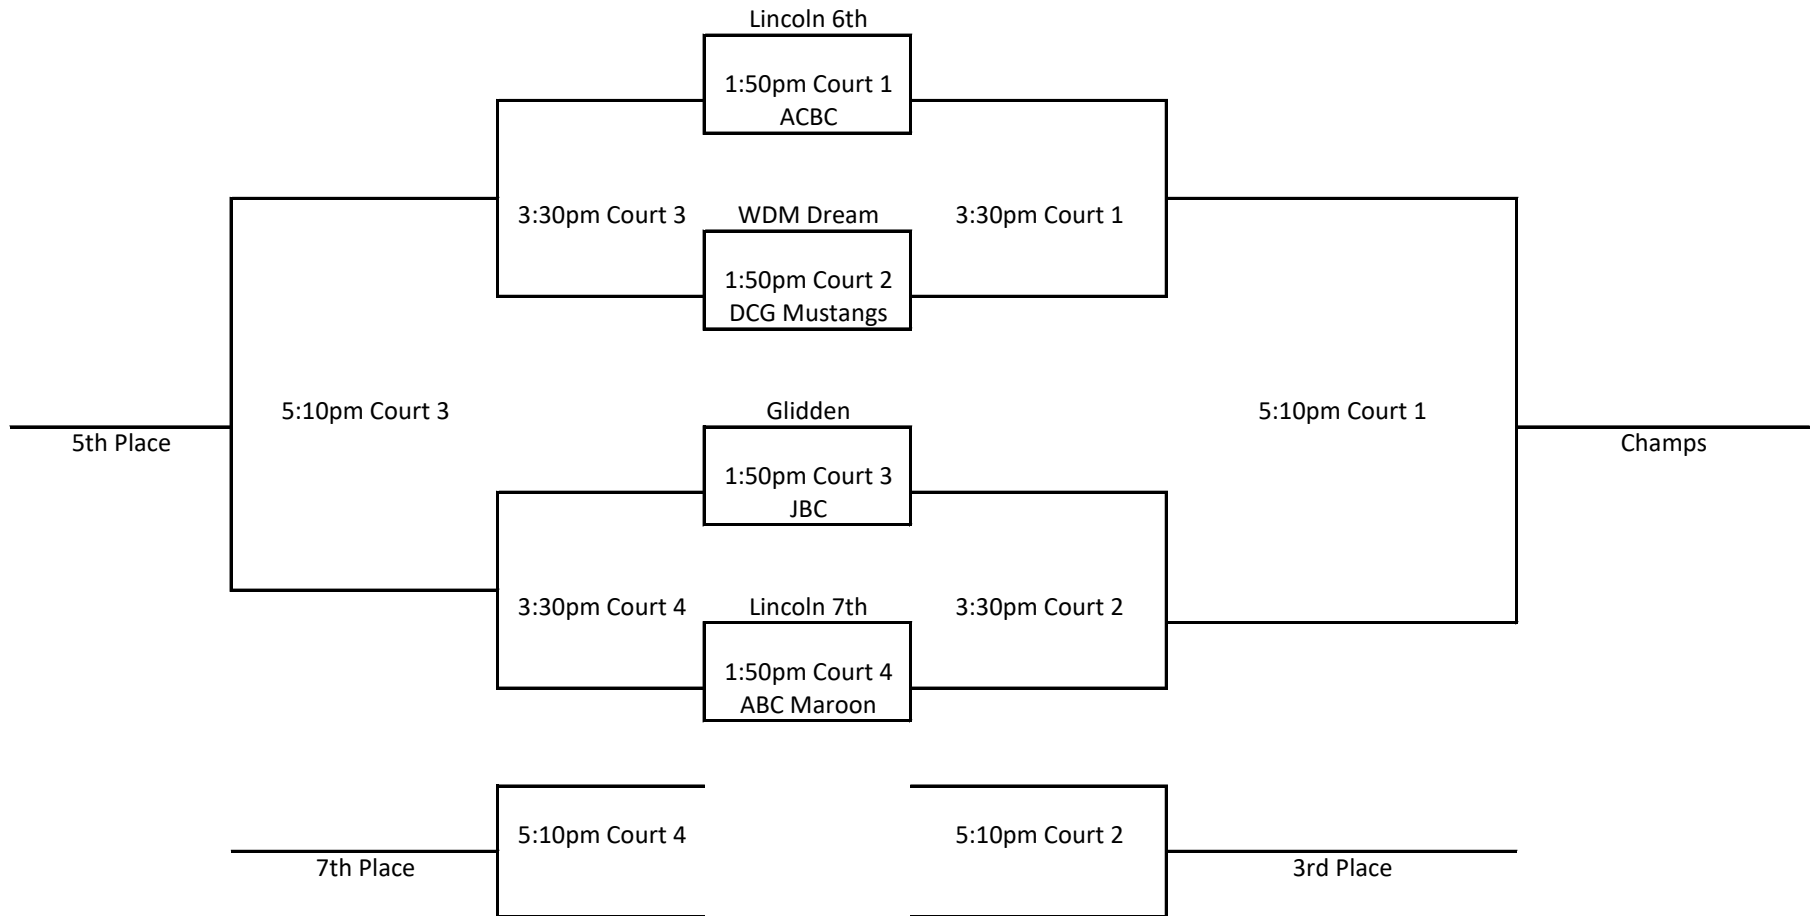 Lincoln 6th
1:50pm Court 1
ACBC
3:30pm Court 3
WDM Dream
3:30pm Court 1
1:50pm Court 2
DCG Mustangs
5:10pm Court 3
Glidden
5:10pm Court 1
5th Place
Champs
1:50pm Court 3
JBC
3:30pm Court 4
Lincoln 7th
3:30pm Court 2
1:50pm Court 4
ABC Maroon
5:10pm Court 4
5:10pm Court 2
7th Place
3rd Place